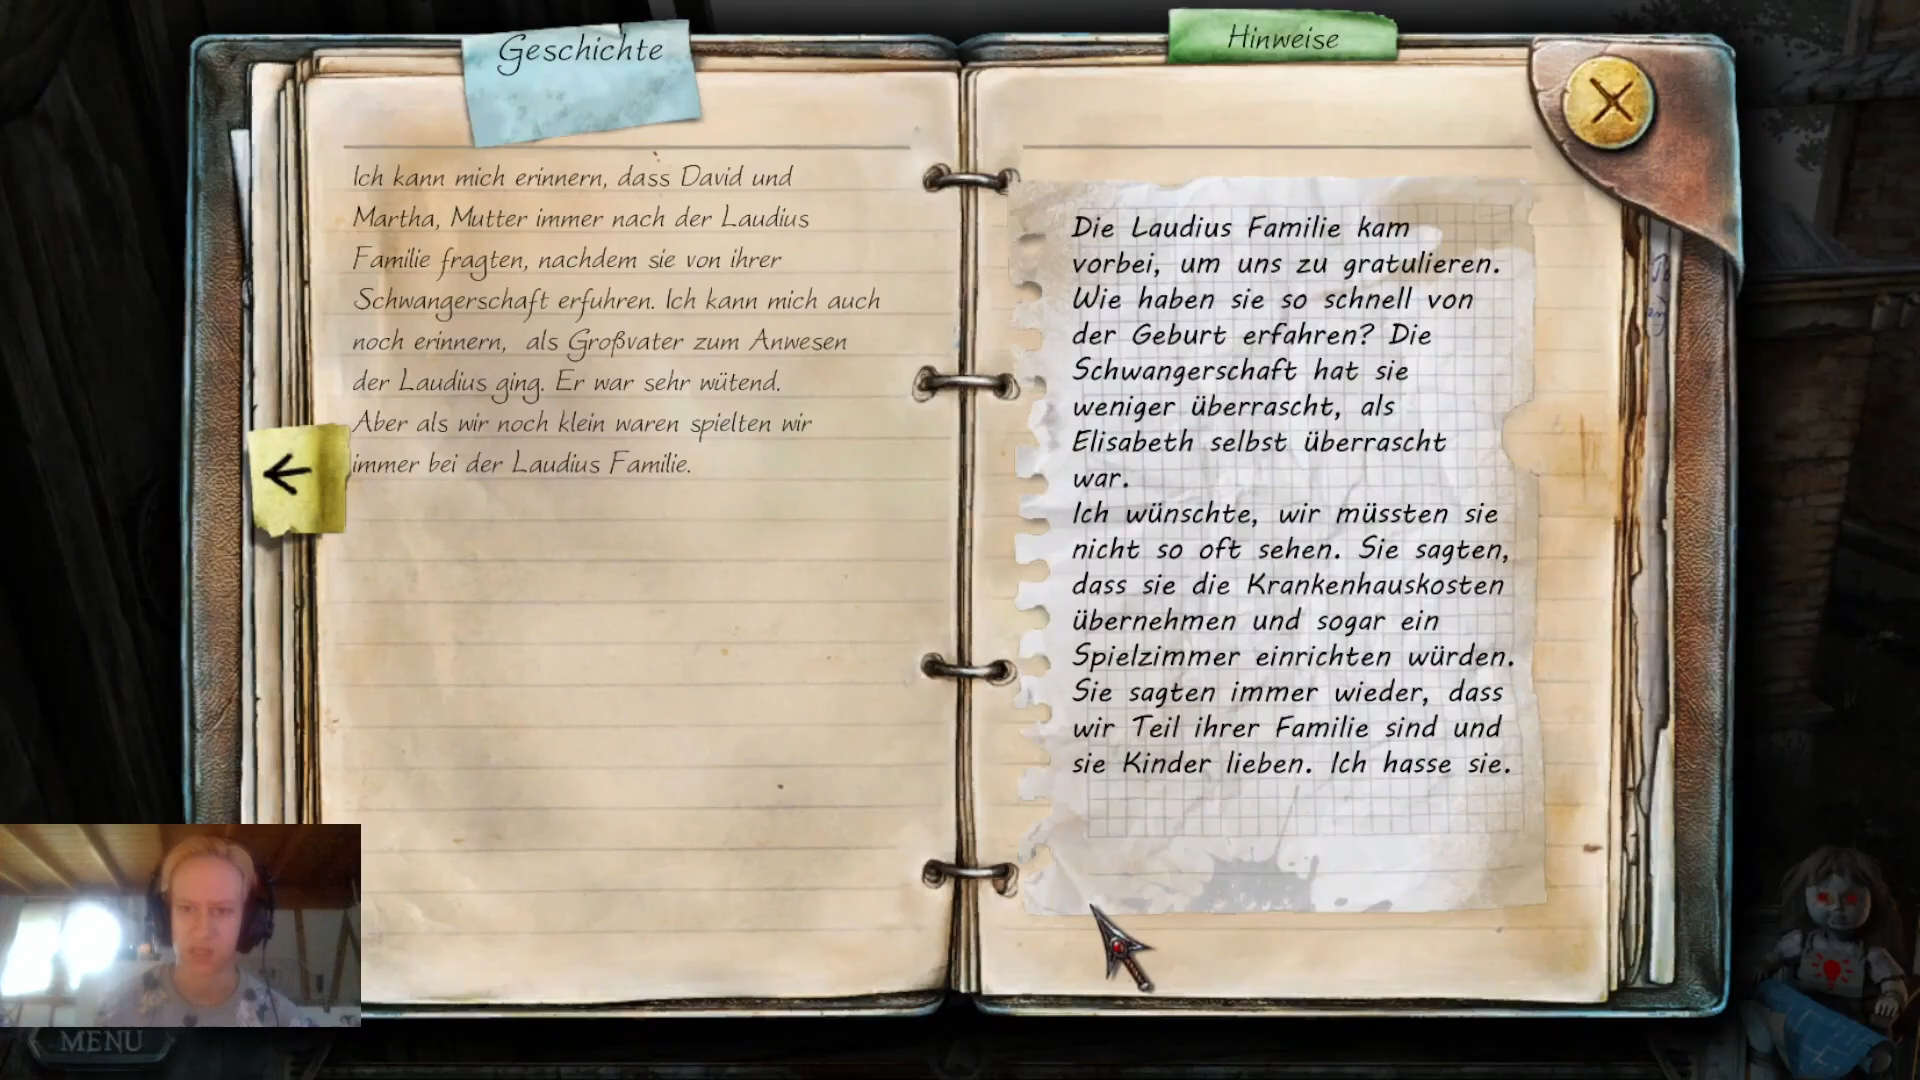 Geschichte
Ich kann mich erinnern, dass David und
Martha, Mutter immer nach der Laudius
Familie fragten, nachdem sie von ihrer
Schwangerschaft erfuhren. Ich kann mich auch
noch erinnern, als Großvater zum Anwesen
der Laudius ging. Er war sehr wütend.
Aber als wir noch klein waren spielten wir
immer bei der Laudius Familie.
Hinweise
Die Laudius Familie kam
vorbei, um uns zu gratulieren.
Wie haben sie so schnell von
der Geburt erfahren? Die
Schwangerschaft hat sie
weniger überrascht, als
Elisabeth selbst überrascht
war.
Ich wünschte, wir müssten sie
nicht so oft sehen. Sie sagten,
dass sie die Krankenhauskosten
übernehmen und sogar ein
Spielzimmer einrichten würden.
Sie sagten immer wieder, dass
wir Teil ihrer Familie sind und
sie Kinder lieben. Ich hasse sie.
MENU